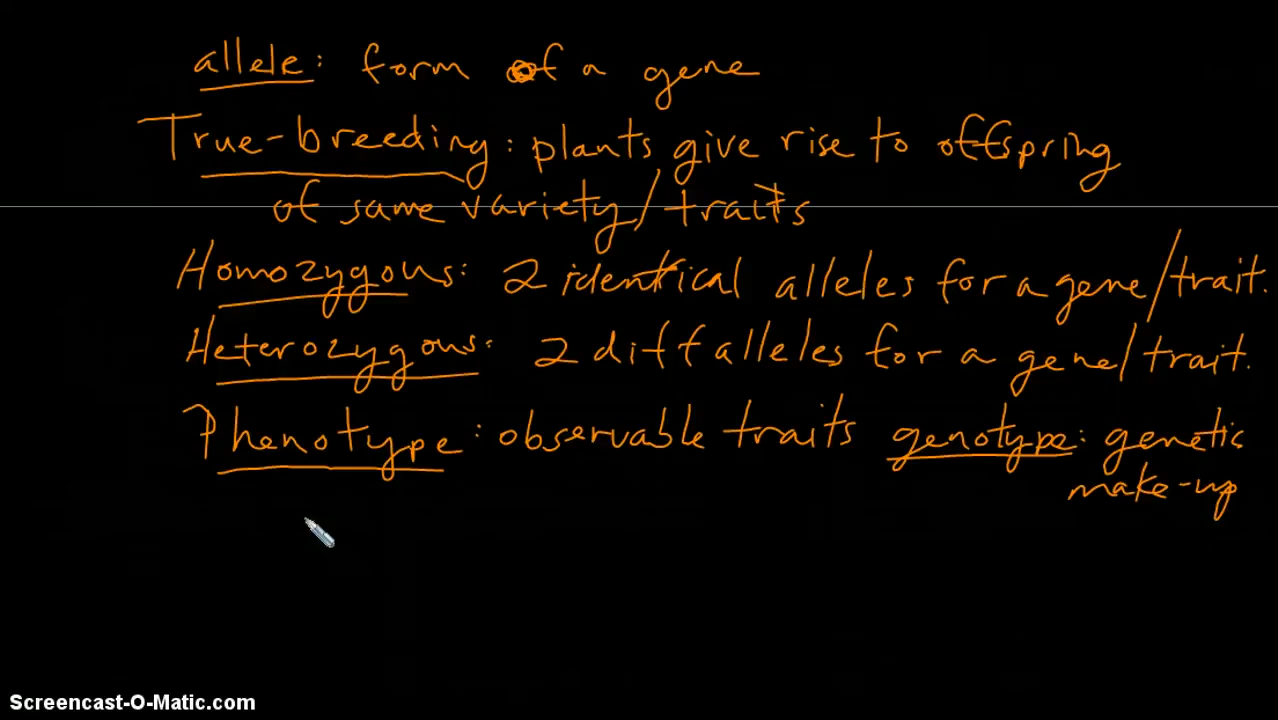 allele: form of a gene
True-breeding: plants give rise to offspring
of same variety/traits
Homozygous: 2 identical alleles for a gene/trait.
Heterozygous: 2 diff alleles for a gene/trait.
Phenotype: observable traits genotype: genetic
make-up
Screencast-O-Matic.com